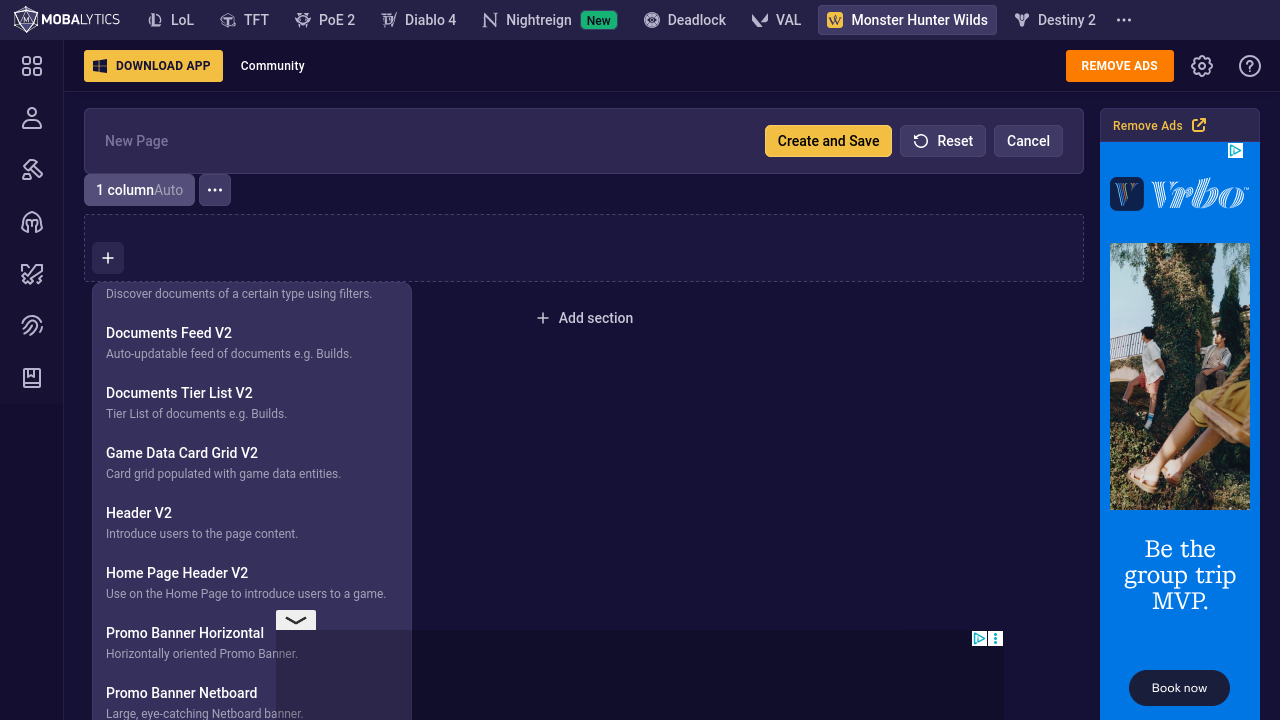 MOBALYTICS
LoL
TFT
PoE 2
Diablo 4
Nightreign New
Deadlock
VAL
Monster Hunter Wilds
Destiny 2
DOWNLOAD APP
Community
REMOVE ADS
New Page
Create and Save
Reset
Cancel
Remove Ads
1 columnAuto
Vrbo
Add section
Discover documents of a certain type using filters.
Documents Feed V2
Auto-updatable feed of documents e.g. Builds.
Documents Tier List V2
Tier List of documents e.g. Builds.
Game Data Card Grid V2
Card grid populated with game data entities.
Header V2
Introduce users to the page content.
Home Page Header V2
Use on the Home Page to introduce users to a game.
Promo Banner Horizontal
Horizontally oriented Promo Banner.
Promo Banner Netboard
Large, eye-catching Netboard banner.
Be the
group trip
MVP.
Book now